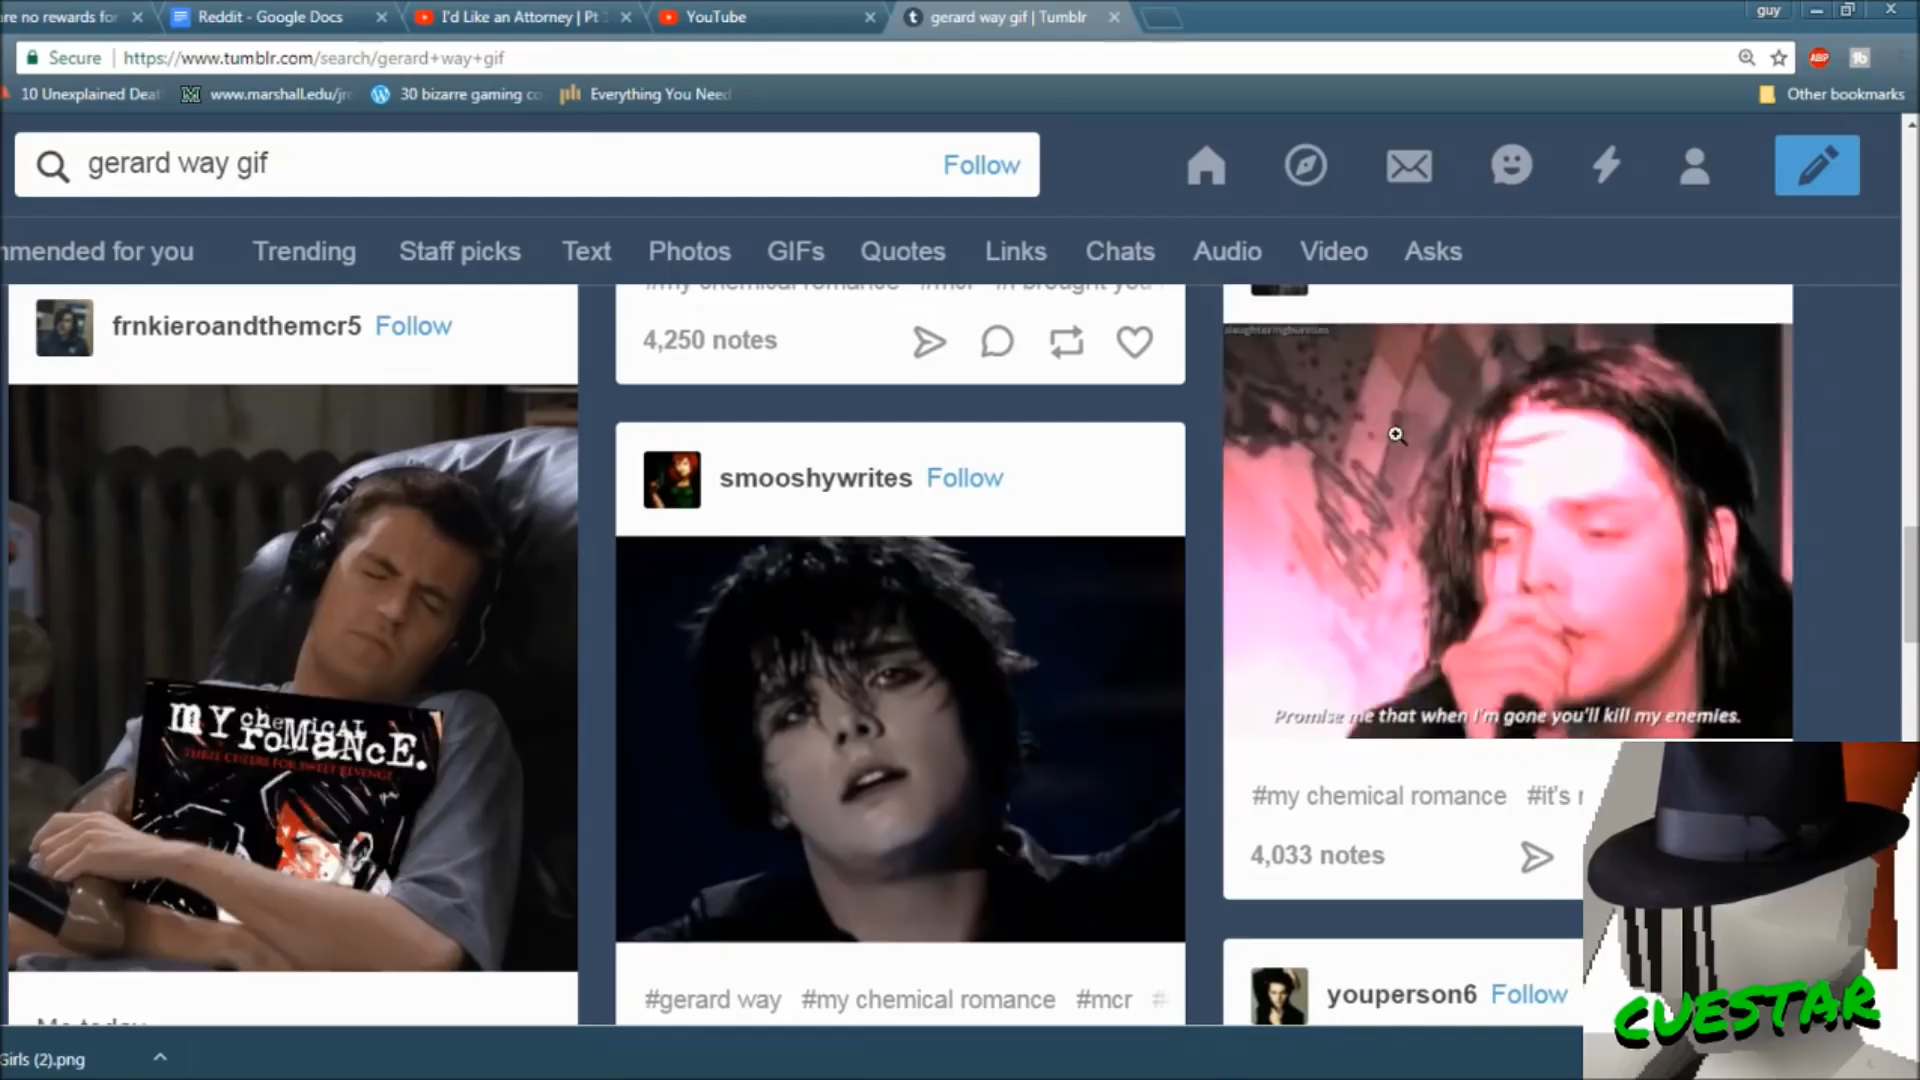 re no rewards for
Reddit - Google Docs
I'd Like an Attorney | Pt
YouTube
gerard way gif | Tumblr
guy
Secure
https://www.tumblr.com/search/gerard+way+gif
ABP
10 Unexplained Deat
www.marshall.edu/jr
30 bizarre gaming co
Everything You Need
Other bookmarks
gerard way gif
Follow
mmended for you
Trending
Staff picks
Text
Photos
GIFs
Quotes
Links
Chats
Audio
Video
Asks
frnkieroandthemcr5 Follow
MY CHEMICAL
ROMANCE.
THREE CHEERS FOR SWEET REVENGE
#my chemical romance #mcr #i brought you
4,250 notes
smooshywrites Follow
#gerard way #my chemical romance #mcr #
slaughteringbunnies
Promise me that when I'm gone you'll kill my enemies.
#my chemical romance #it's
4,033 notes
youperson6 Follow
CUESTAR
Me today
Girls (2).png